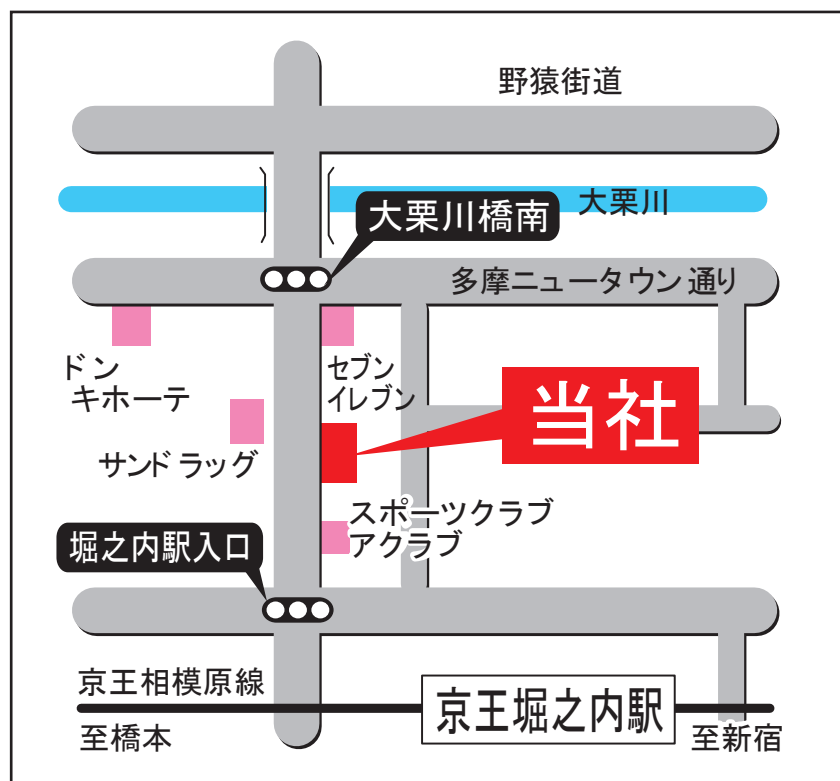 野猿街道
大栗川
大栗川橋南
多摩ニュータウン通り
ドン
キホーテ
セブン
イレブン
当社
サンドラッグ
スポーツクラブ
アクラブ
堀之内駅入口
京王相模原線
京王堀之内駅
至橋本
至新宿